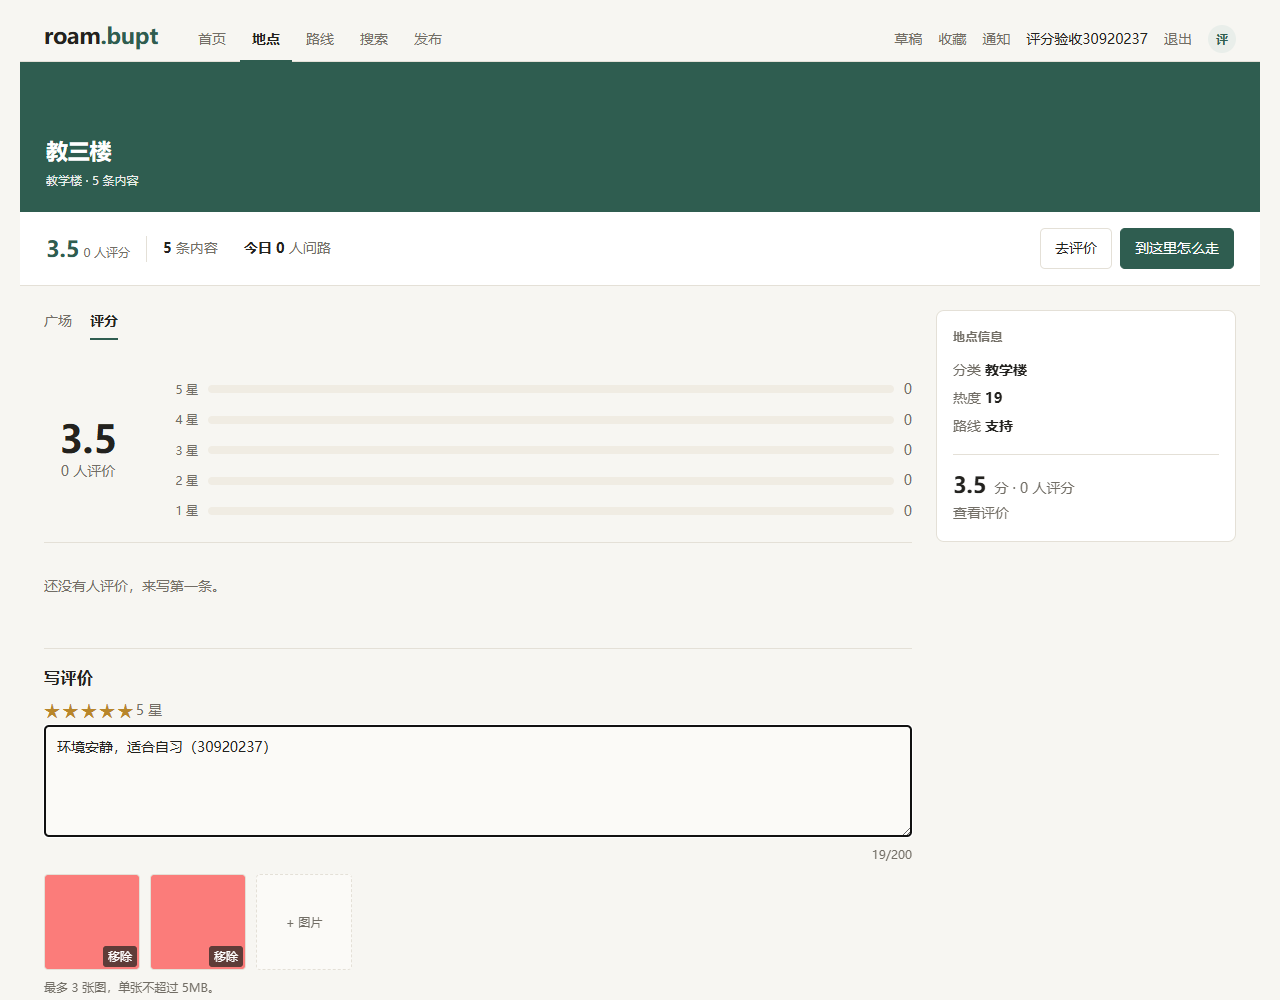 roam.bupt 首页 地点 路线 搜索 发布 草稿 收藏 通知 评分验收30920237 退出 评
教三楼
教学楼 · 5 条内容
3.5 0 人评分 5 条内容 今日 0 人问路 去评价 到这里怎么走
广场 评分
5 星 0
4 星 0
3 星 0
2 星 0
1 星 0
3.5
0 人评价
还没有人评价，来写第一条。
写评价
★★★★★ 5 星
环境安静，适合自习（30920237）
19/200
移除 移除 + 图片
最多 3 张图，单张不超过 5MB。
地点信息
分类 教学楼
热度 19
路线 支持
3.5 分 · 0 人评分
查看评价